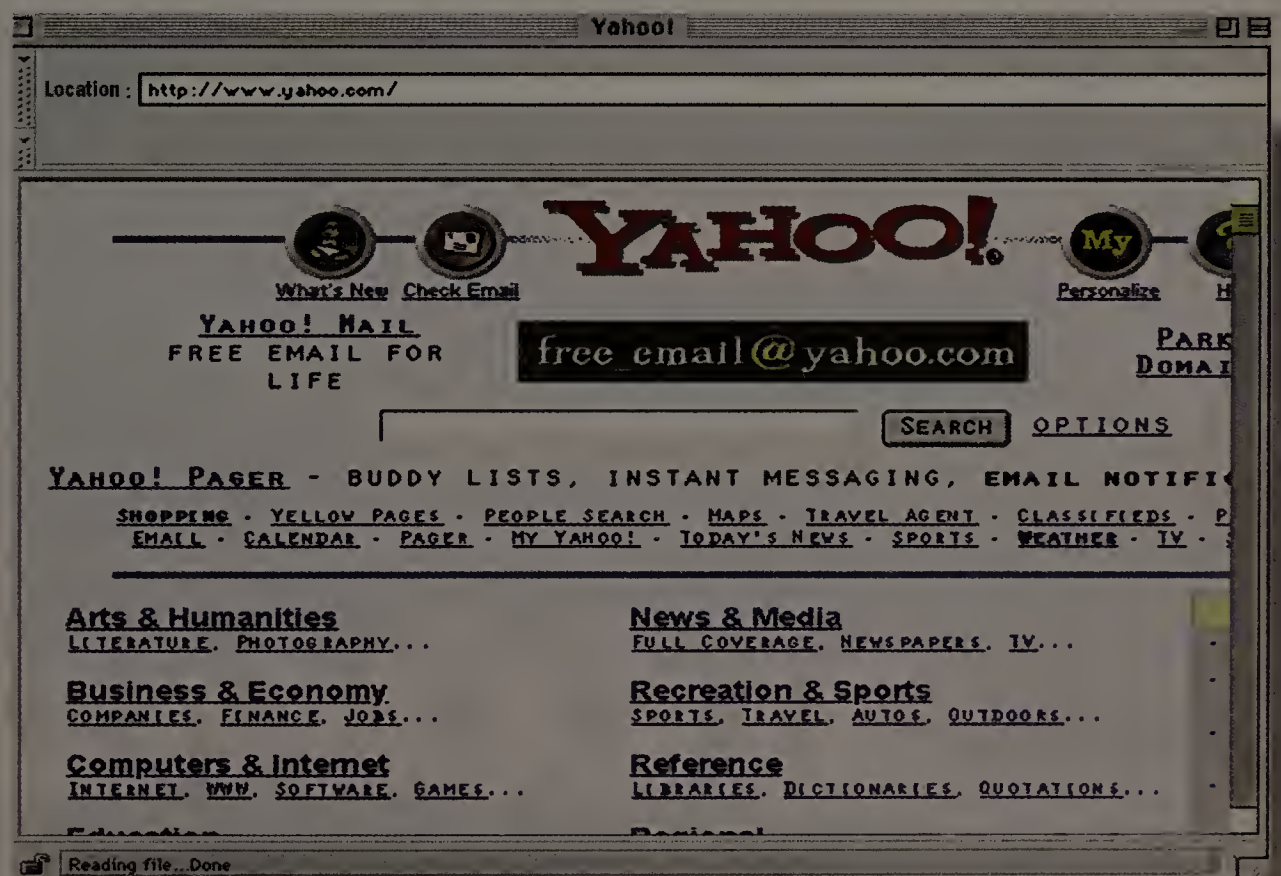 Yahoo!
Location : http://www.yahoo.com/
YAHOO!
My
What's New Check Email Personalize
YAHOO! MAIL
FREE EMAIL FOR
LIFE
free_email@yahoo.com
PARK
DOMAI
SEARCH OPTIONS
YAHOO! PAGER - BUDDY LISTS, INSTANT MESSAGING, EMAIL NOTIFI
SHOPPING - YELLOW PAGES - PEOPLE SEARCH - MAPS - TRAVEL AGENT - CLASSIFIEDS - P
EMAIL - CALENDAR - PAGER - MY YAHOO! - TODAY'S NEWS - SPORTS - WEATHER - TV -
Arts & Humanities
LITERATURE, PHOTOGRAPHY...
News & Media
FULL COVERAGE, NEWSPAPERS, TV...
Business & Economy
COMPANIES, FINANCE, JOBS...
Recreation & Sports
SPORTS, TRAVEL, AUTOS, OUTDOORS...
Computers & Internet
INTERNET, WWW, SOFTWARE, GAMES...
Reference
LIBRARIES, DICTIONARIES, QUOTATIONS...
Education
Regional
Reading file...Done